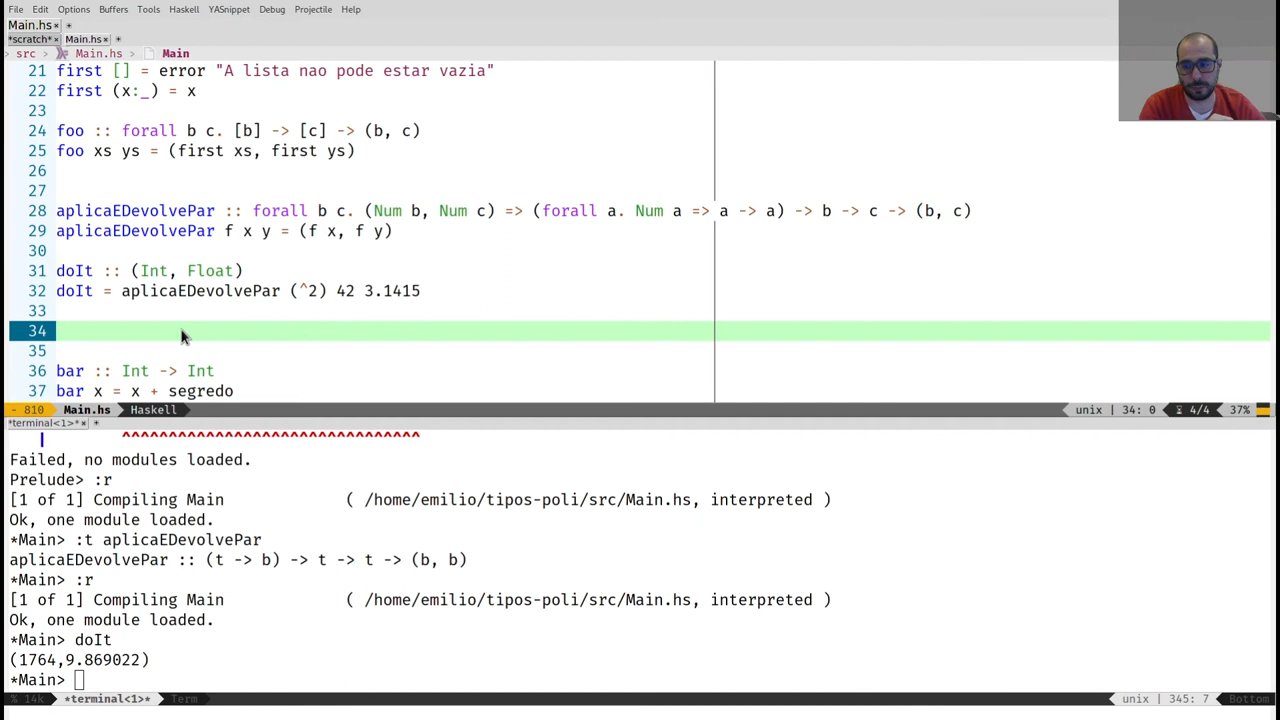 File Edit Options Buffers Tools Haskell YASnippet Debug Projectile Help
Main.hs
*scratch* Main.hs
src > Main.hs > Main
21 first [] = error "A lista nao pode estar vazia"
22 first (x:_) = x
23
24 foo :: forall b c. [b] -> [c] -> (b, c)
25 foo xs ys = (first xs, first ys)
26
27
28 aplicaEDevolvePar :: forall b c. (Num b, Num c) => (forall a. Num a => a -> a) -> b -> c -> (b, c)
29 aplicaEDevolvePar f x y = (f x, f y)
30
31 doIt :: (Int, Float)
32 doIt = aplicaEDevolvePar (^2) 42 3.1415
33
34
35
36 bar :: Int -> Int
37 bar x = x + segredo
- 810 Main.hs Haskell unix | 34: 0 4/4 37%
*terminal<1>*
| ^^^^^^^^^^^^^^^^^^^^^^^^^^^^^^^^
Failed, no modules loaded.
Prelude> :r
[1 of 1] Compiling Main ( /home/emilio/tipos-poli/src/Main.hs, interpreted )
Ok, one module loaded.
*Main> :t aplicaEDevolvePar
aplicaEDevolvePar :: (t -> b) -> t -> t -> (b, b)
*Main> :r
[1 of 1] Compiling Main ( /home/emilio/tipos-poli/src/Main.hs, interpreted )
Ok, one module loaded.
*Main> doIt
(1764,9.869022)
*Main>
% 14k *terminal<1>* Term unix | 345: 7 Bottom